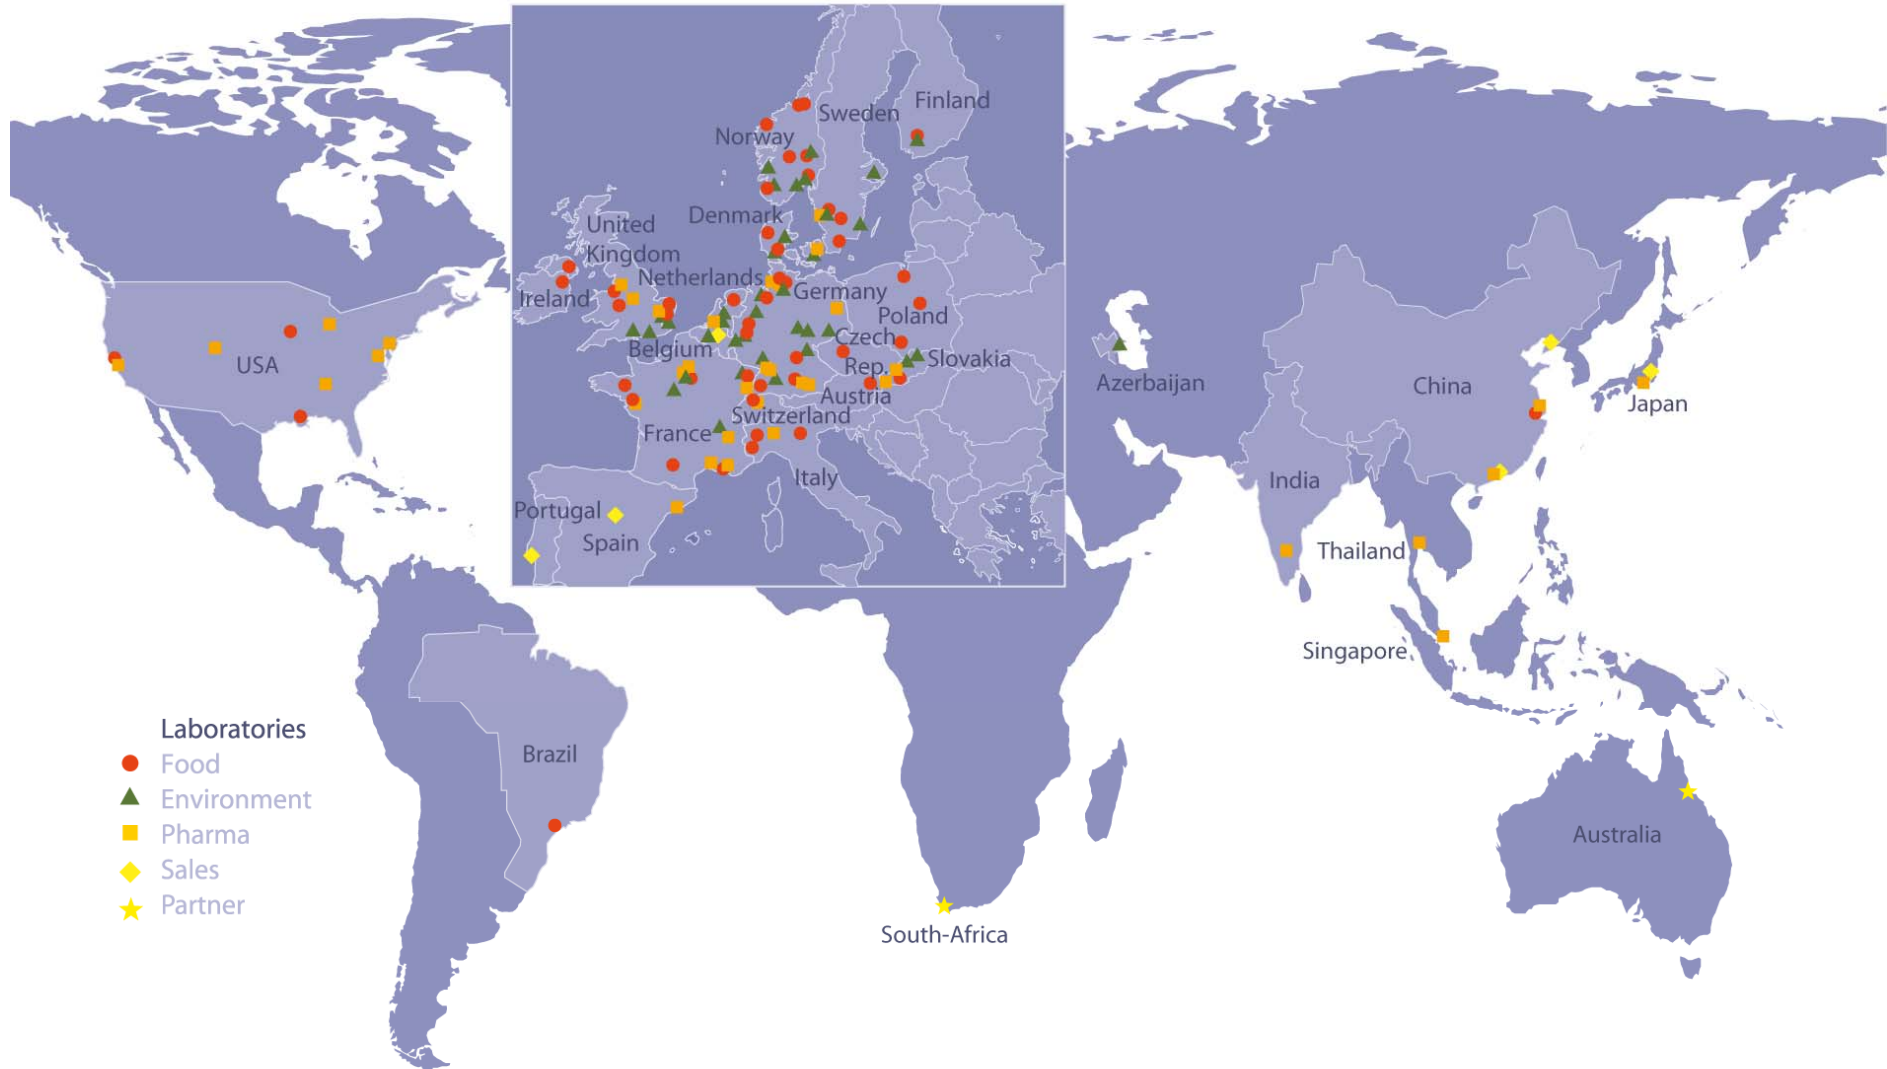 Finland
Sweden
Norway
Denmark
United
Kingdom
Netherlands
Germany
Ireland
Poland
Czech
Rep.
Belgium
Slovakia
Austria
Switzerland
France
Italy
Portugal
Spain
USA
Azerbaijan
China
Japan
India
Thailand
Singapore
Brazil
Australia
South-Africa
Laboratories
Food
Environment
Pharma
Sales
Partner